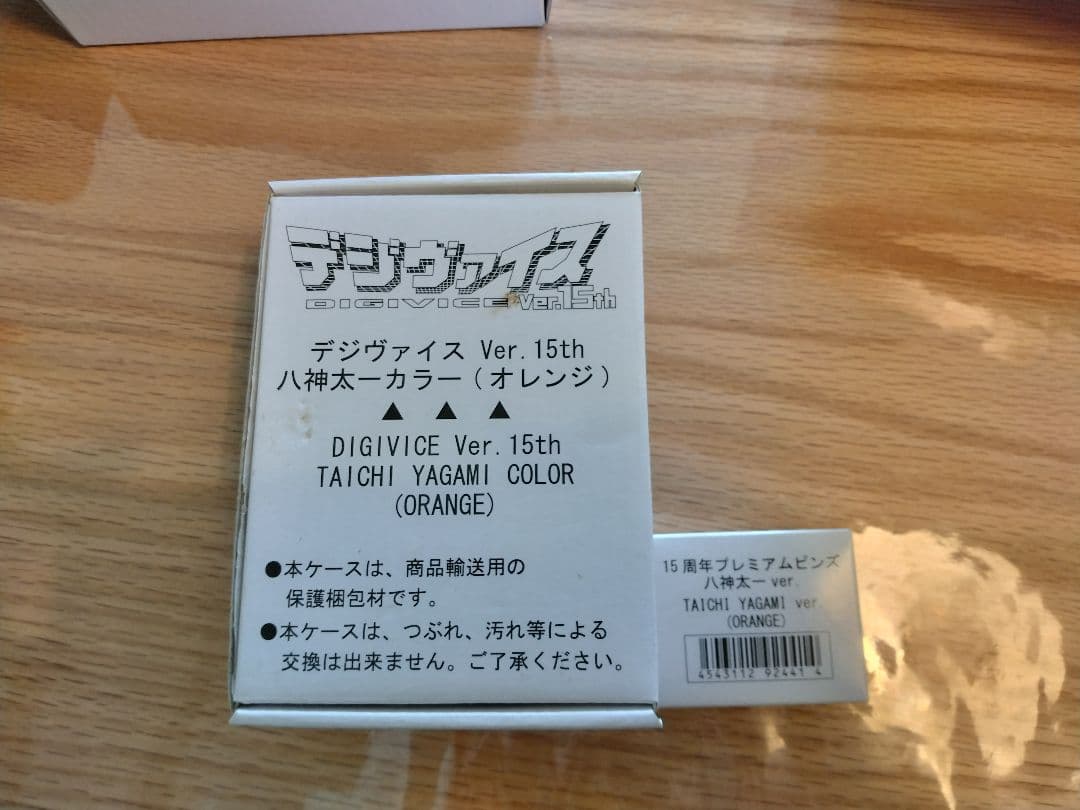 デジヴァイス
DIGIVICE ver.15th
デジヴァイス Ver.15th
八神太一カラー(オレンジ)
▲ ▲ ▲
DIGIVICE Ver.15th
TAICHI YAGAMI COLOR
(ORANGE)
●本ケースは、商品輸送用の
保護梱包材です。
●本ケースは、つぶれ、汚れ等による
交換は出来ません。ご了承ください。
15周年プレミアムピンズ
八神太一 ver.
TAICHI YAGAMI ver.
(ORANGE)
4543112 92441 4